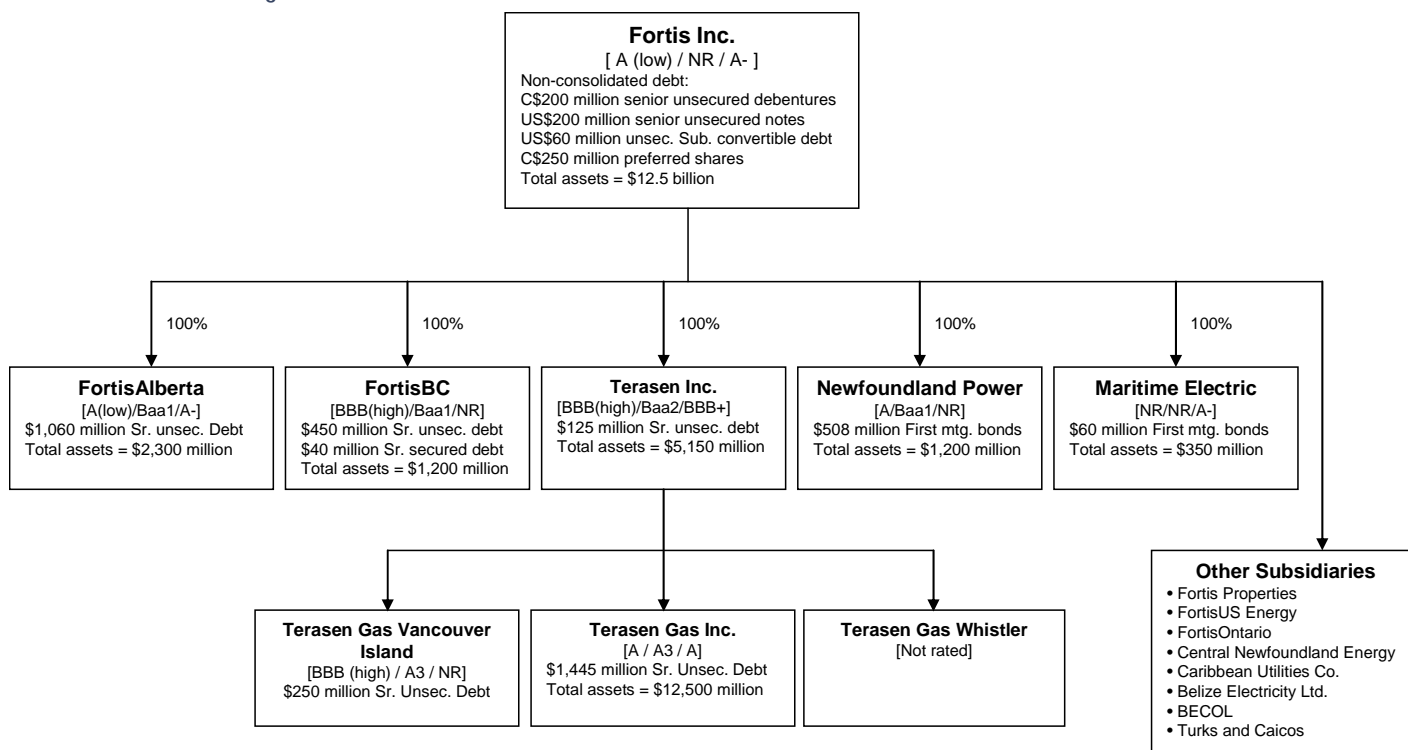 Fortis Inc.
[ A (low) / NR / A- ]
Non-consolidated debt:
C$200 million senior unsecured debentures
US$200 million senior unsecured notes
US$60 million unsec. Sub. convertible debt
C$250 million preferred shares
Total assets = $12.5 billion
100%
100%
100%
100%
100%
FortisAlberta
[A(low)/Baa1/A-]
$1,060 million Sr. unsec. Debt
Total assets = $2,300 million
FortisBC
[BBB(high)/Baa1/NR]
$450 million Sr. unsec. debt
$40 million Sr. secured debt
Total assets = $1,200 million
Terasen Inc.
[BBB(high)/Baa2/BBB+]
$125 million Sr. unsec. debt
Total assets = $5,150 million
Newfoundland Power
[A/Baa1/NR]
$508 million First mtg. bonds
Total assets = $1,200 million
Maritime Electric
[NR/NR/A-]
$60 million First mtg. bonds
Total assets = $350 million
Terasen Gas Vancouver
Island
[BBB (high) / A3 / NR]
$250 million Sr. Unsec. Debt
Terasen Gas Inc.
[A / A3 / A]
$1,445 million Sr. Unsec. Debt
Total assets = $12,500 million
Terasen Gas Whistler
[Not rated]
Other Subsidiaries
• Fortis Properties
• FortisUS Energy
• FortisOntario
• Central Newfoundland Energy
• Caribbean Utilities Co.
• Belize Electricity Ltd.
• BECOL
• Turks and Caicos